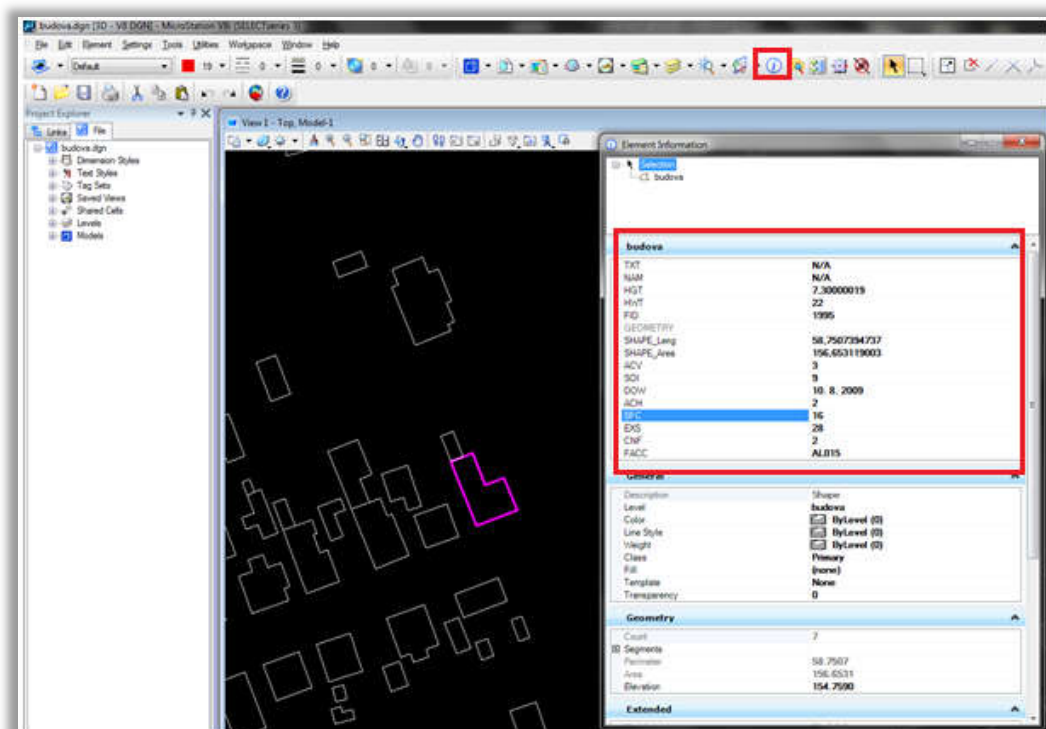 budova.dgn [3D - V8 DGN] - MicroStation V8i (SELECTseries 3)
File Edit Element Settings Tools Utilities Workspace Window Help
Default 10 0 0 0
Project Explorer
Links File
budova.dgn
Dimension Styles
Text Styles
Tag Sets
Saved Views
Shared Cells
Levels
Models
View 1 - Top, Model-1
Element Information
Selection
budova
budova
TXT N/A
NAM N/A
HGT 7.30000019
HWT 22
FID 1995
GEOMETRY
SHAPE_Leng 58,7507394737
SHAPE_Area 156,653119003
ACV 3
SDI 9
DOW 10. 8. 2009
ACH 2
SFC 16
EXS 28
CNF 2
FACC AL015
General
Description Shape
Level budova
Color ByLevel (0)
Line Style ByLevel (0)
Weight ByLevel (0)
Class Primary
Fill (none)
Template None
Transparency 0
Geometry
Count 7
Segments
Perimeter 58.7507
Area 156.6531
Elevation 154.7590
Extended